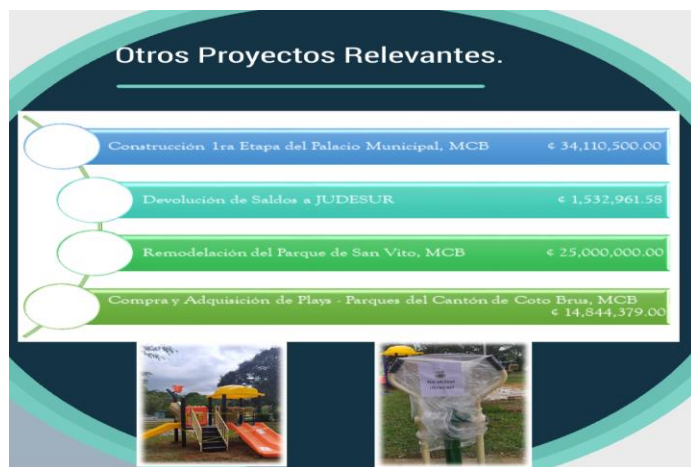 Otros Proyectos Relevantes.
Construcción 1ra Etapa del Palacio Municipal, MCB ¢ 34,110,500.00
Devolución de Saldos a JUDESUR ¢ 1,532,961.58
Remodelación del Parque de San Vito, MCB ¢ 25,000,000.00
Compra y Adquisición de Plays - Parques del Cantón de Coto Brus, MCB
¢ 14,844,379.00